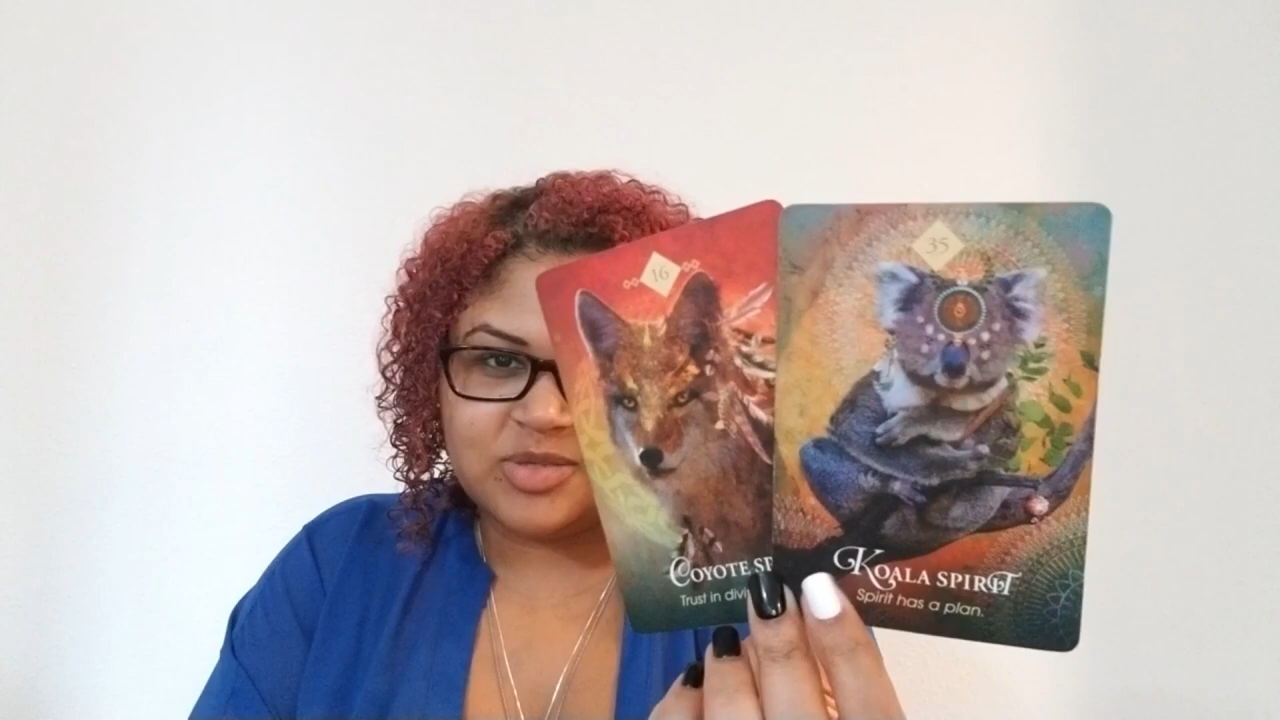 16
COYOTE SP
Trust in divi
35
KOALA SPIRIT
Spirit has a plan.